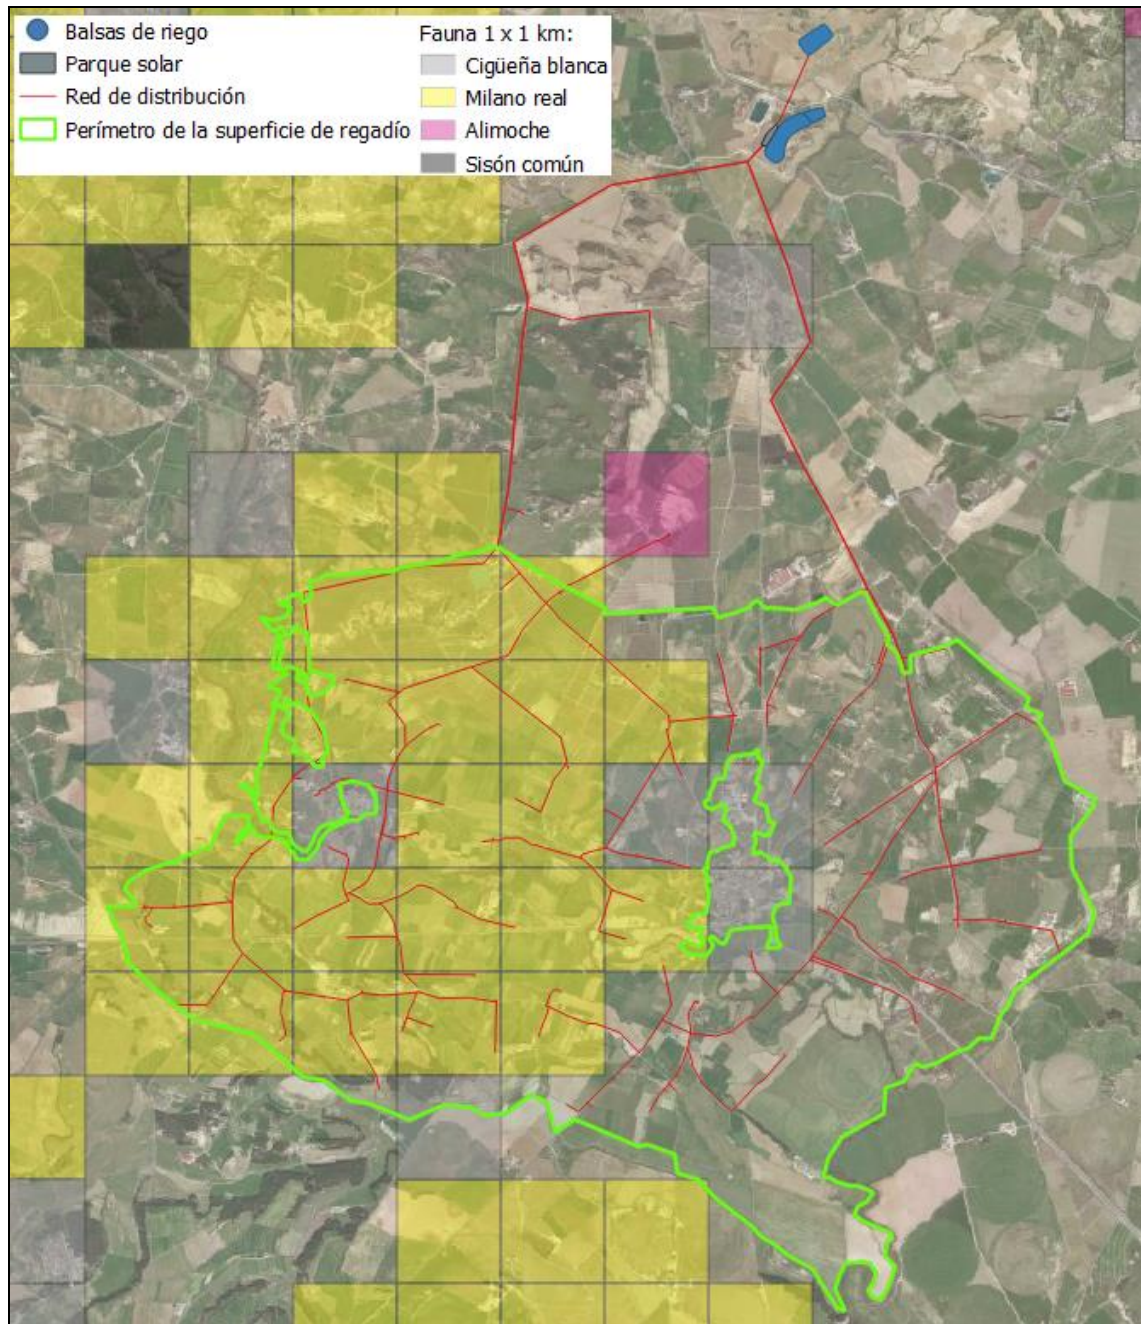 Balsas de riego
Parque solar
Red de distribución
Perímetro de la superficie de regadío
Fauna 1 x 1 km:
Cigüeña blanca
Milano real
Alimoche
Sisón común